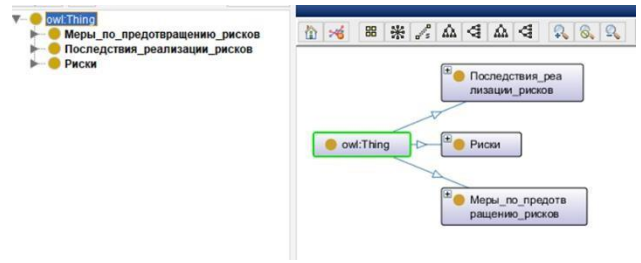 owl:Thing
Меры_по_предотвращению_рисков
Последствия_реализации_рисков
Риски
Последствия_реа
лизации_рисков
owl:Thing
Риски
Меры_по_предотв
ращению_рисков